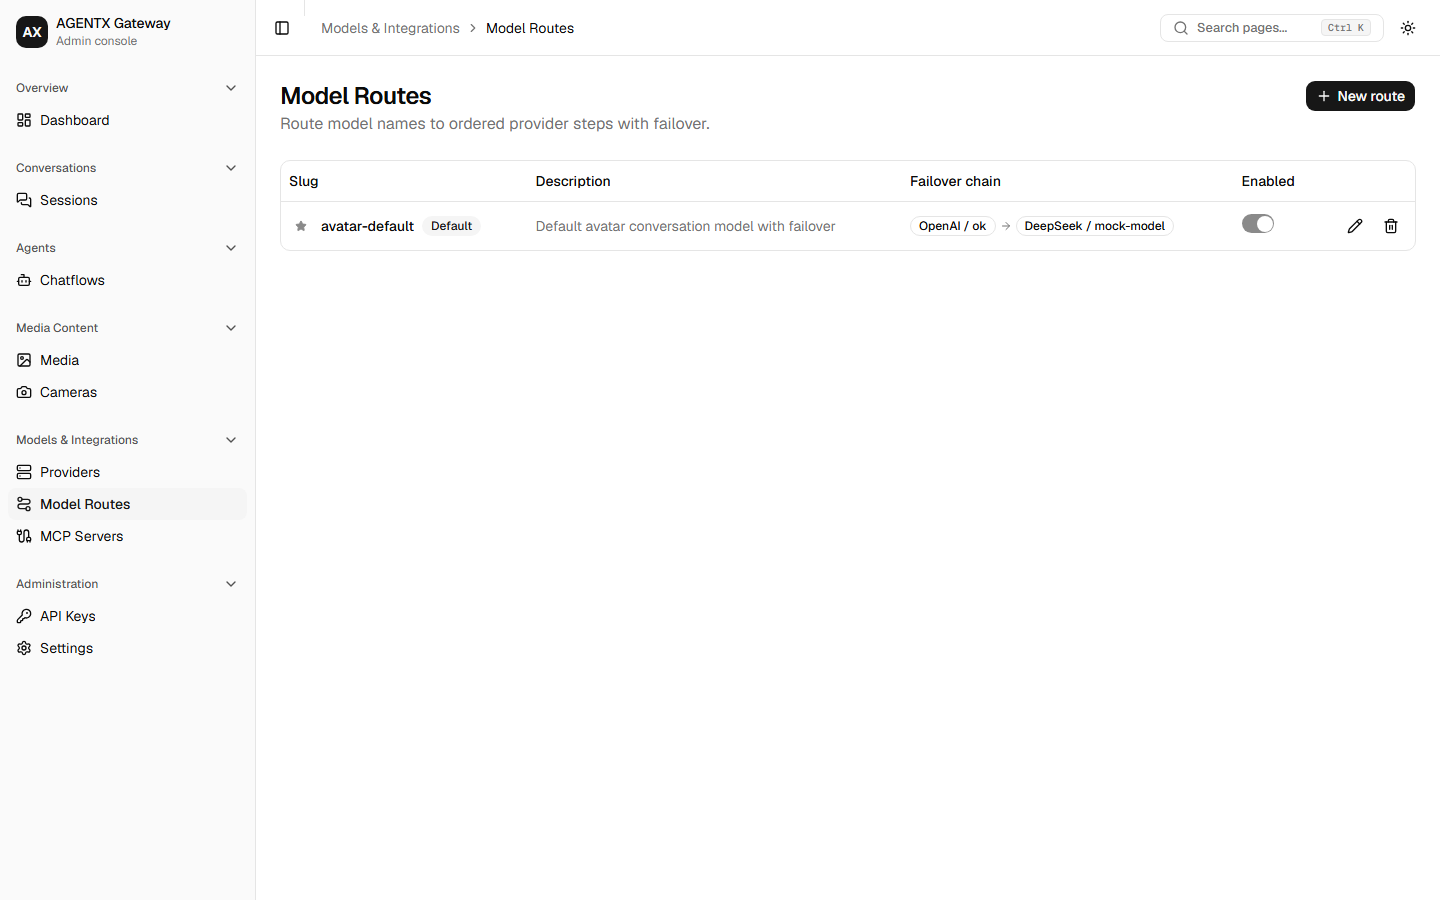 AX
AGENTX Gateway
Admin console
Overview
Dashboard
Conversations
Sessions
Agents
Chatflows
Media Content
Media
Cameras
Models & Integrations
Providers
Model Routes
MCP Servers
Administration
API Keys
Settings
Models & Integrations > Model Routes
Search pages... Ctrl K
Model Routes
Route model names to ordered provider steps with failover.
+ New route
Slug Description Failover chain Enabled
avatar-default Default Default avatar conversation model with failover OpenAI / ok → DeepSeek / mock-model